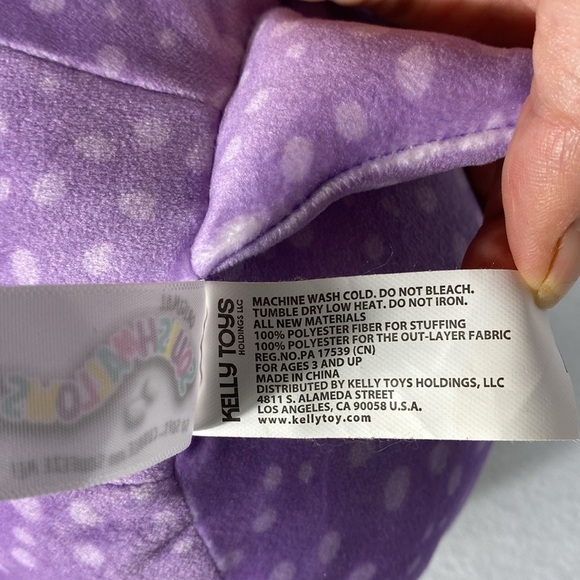 KELLY TOYS
HOLDINGS LLC
MACHINE WASH COLD. DO NOT BLEACH.
TUMBLE DRY LOW HEAT. DO NOT IRON.
ALL NEW MATERIALS
100% POLYESTER FIBER FOR STUFFING
100% POLYESTER FOR THE OUT-LAYER FABRIC
REG.NO.PA 17539 (CN)
FOR AGES 3 AND UP
MADE IN CHINA
DISTRIBUTED BY KELLY TOYS HOLDINGS, LLC
4811 S. ALAMEDA STREET
LOS ANGELES, CA 90058 U.S.A.
www.kellytoy.com